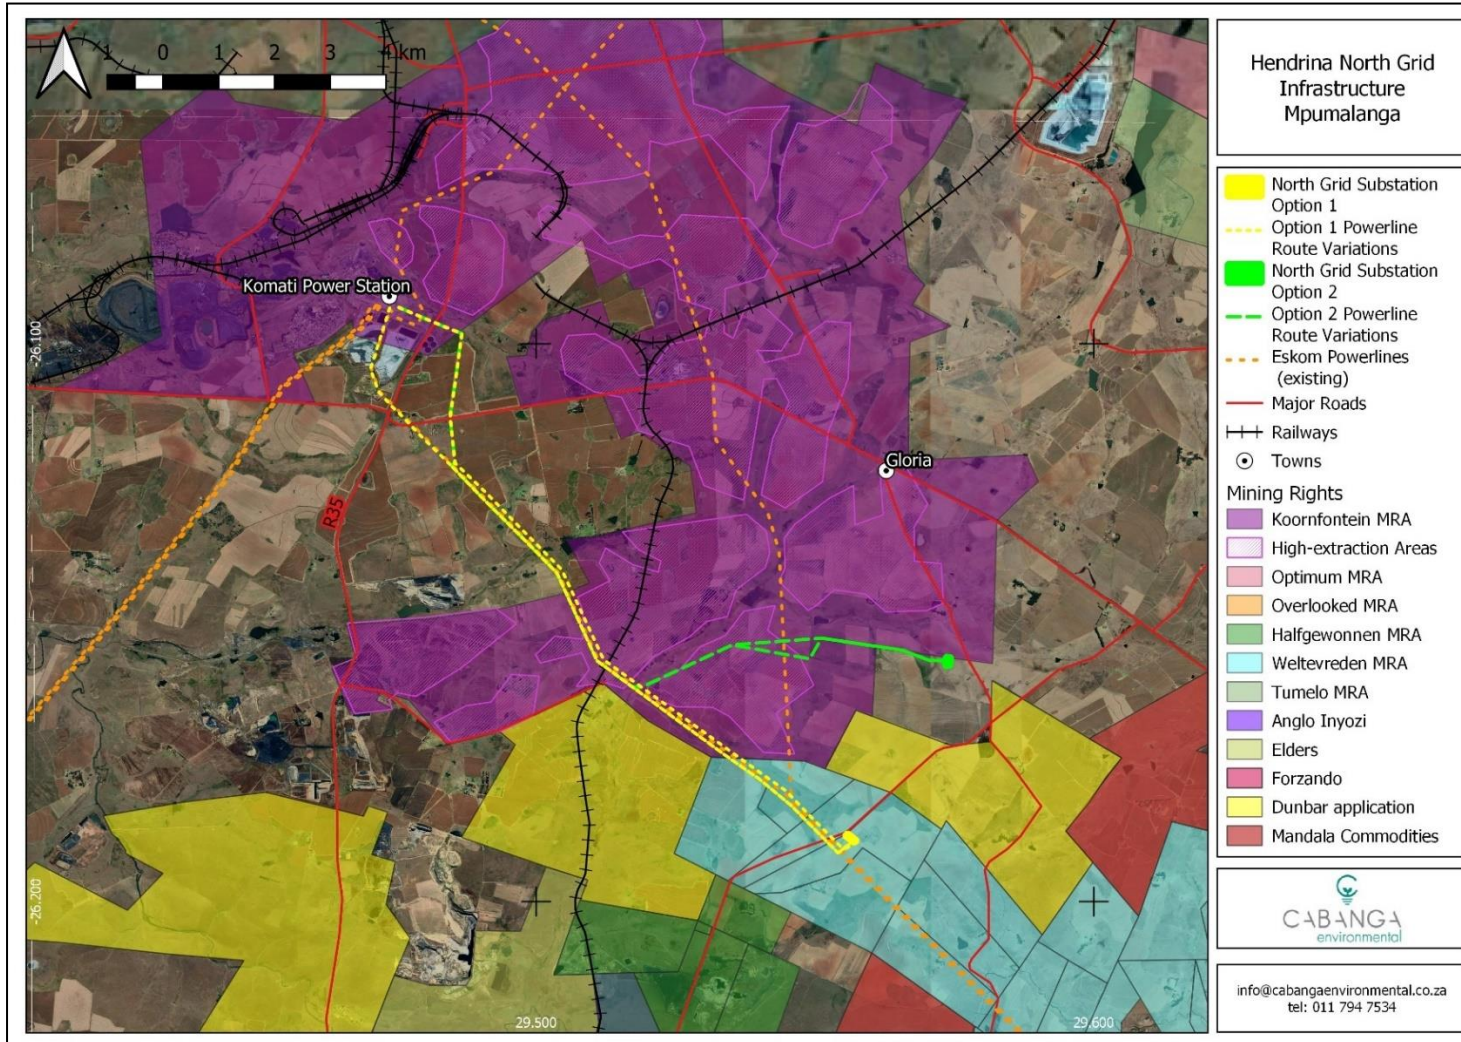 1 0 1 2 3 4 km
Komati Power Station
Gloria
R35
-26.100
-26.200
29.500
29.600
Hendrina North Grid
Infrastructure
Mpumalanga
North Grid Substation
Option 1
Option 1 Powerline
Route Variations
North Grid Substation
Option 2
Option 2 Powerline
Route Variations
Eskom Powerlines
(existing)
Major Roads
Railways
Towns
Mining Rights
Koornfontein MRA
High-extraction Areas
Optimum MRA
Overlooked MRA
Halfgewonnen MRA
Weltevreden MRA
Tumelo MRA
Anglo Inyozi
Elders
Forzando
Dunbar application
Mandala Commodities
CABANGA
environmental
info@cabangaenvironmental.co.za
tel: 011 794 7534